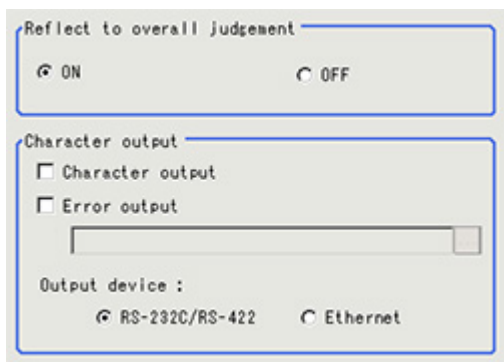 Reflect to overall judgement
ON OFF
Character output
Character output
Error output
...
Output device :
RS-232C/RS-422 Ethernet